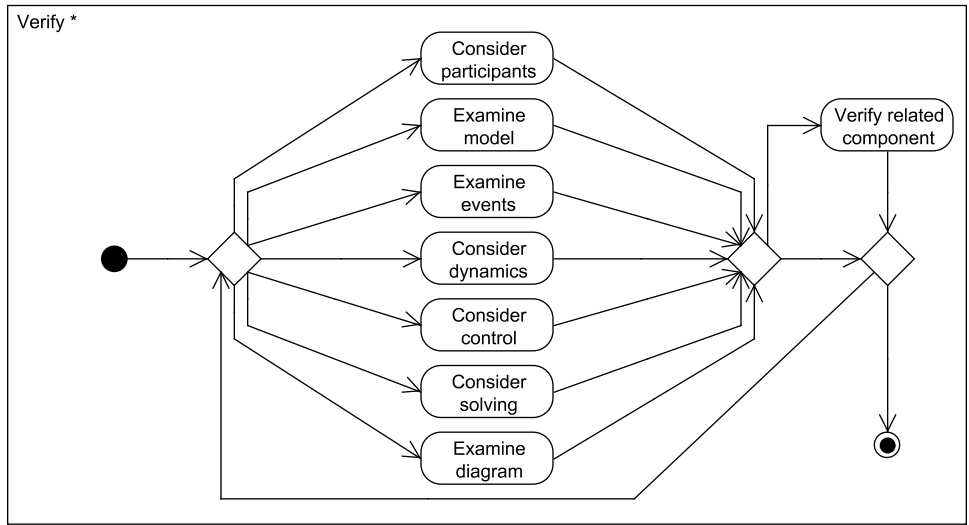 Verify *
Consider
participants
Examine
model
Examine
events
Consider
dynamics
Consider
control
Consider
solving
Examine
diagram
Verify related
component